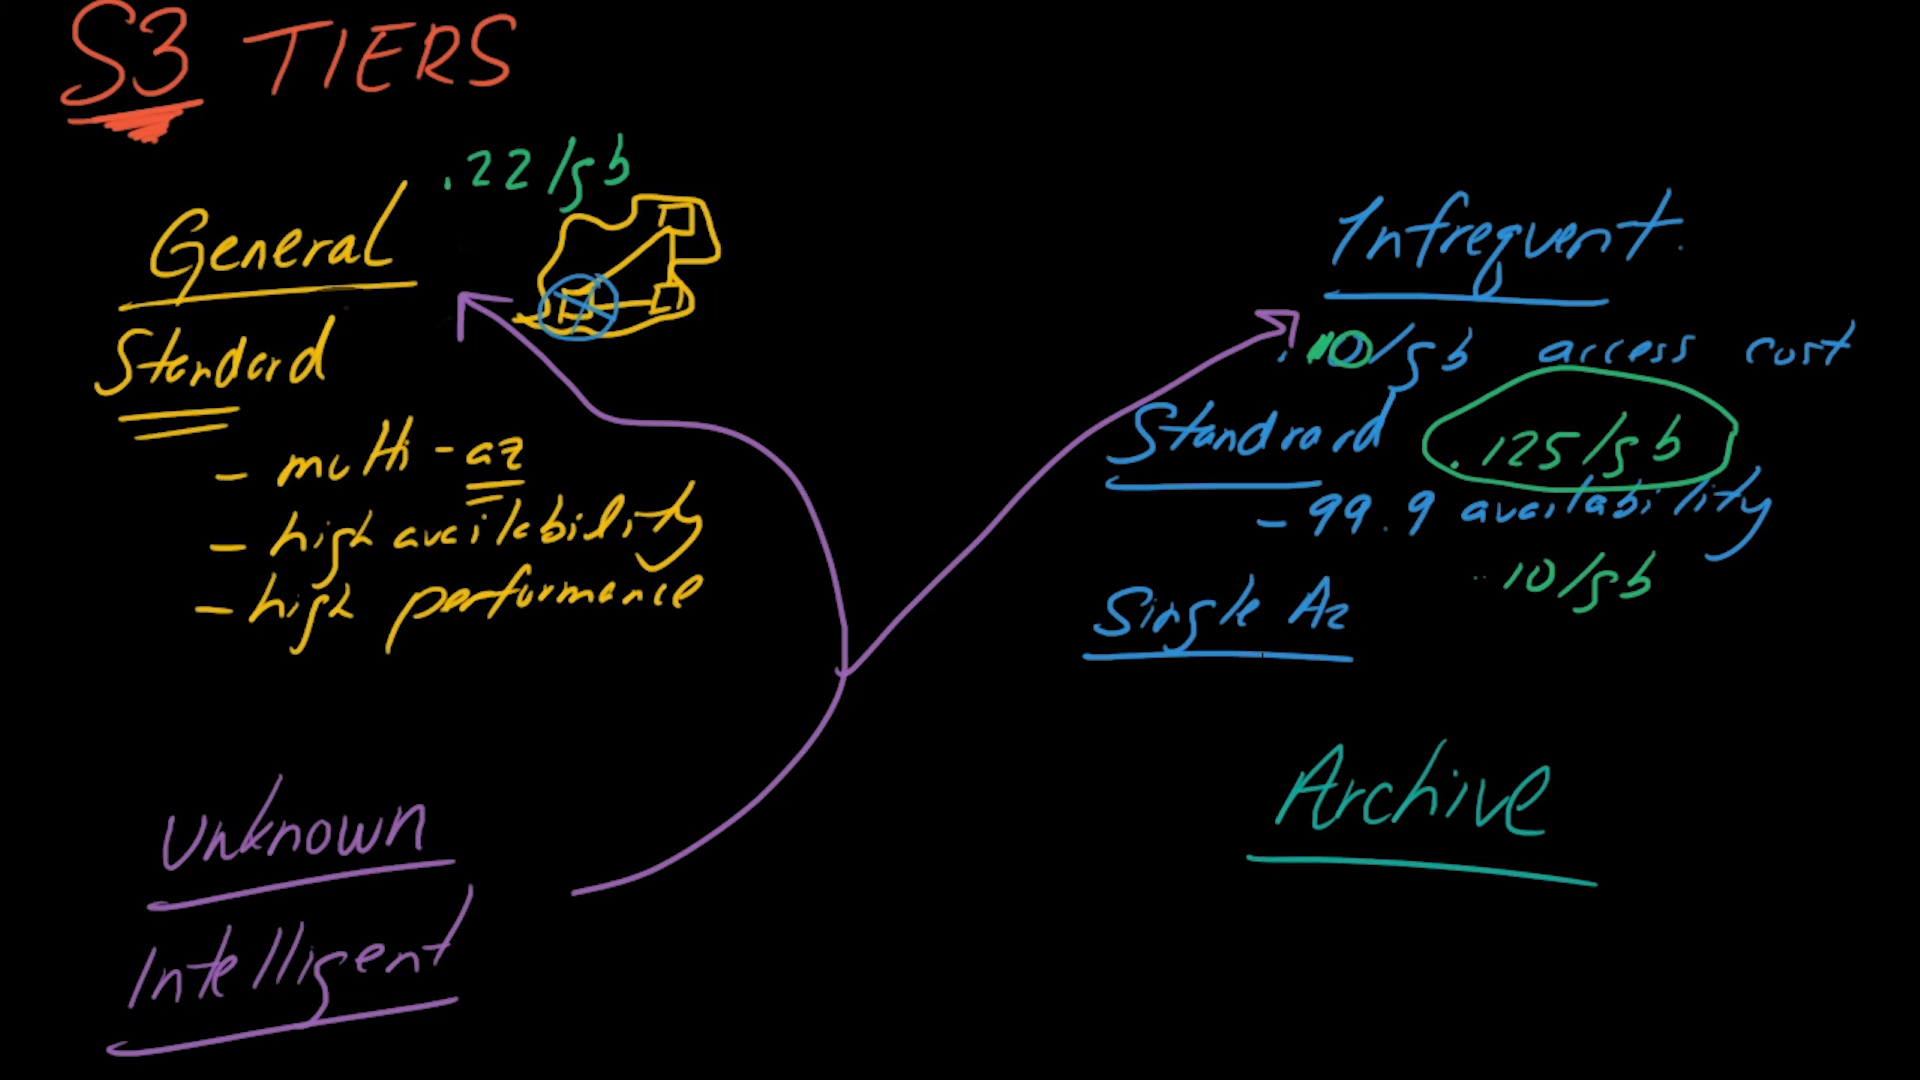 S3 TIERS
.22/gb
General
Standard
- multi-az
- high availability
- high performance
Infrequent
.10/gb access cost
Standard .125/gb
- 99.9 availability
.10/gb
Single Az
Unknown
Intelligent
Archive